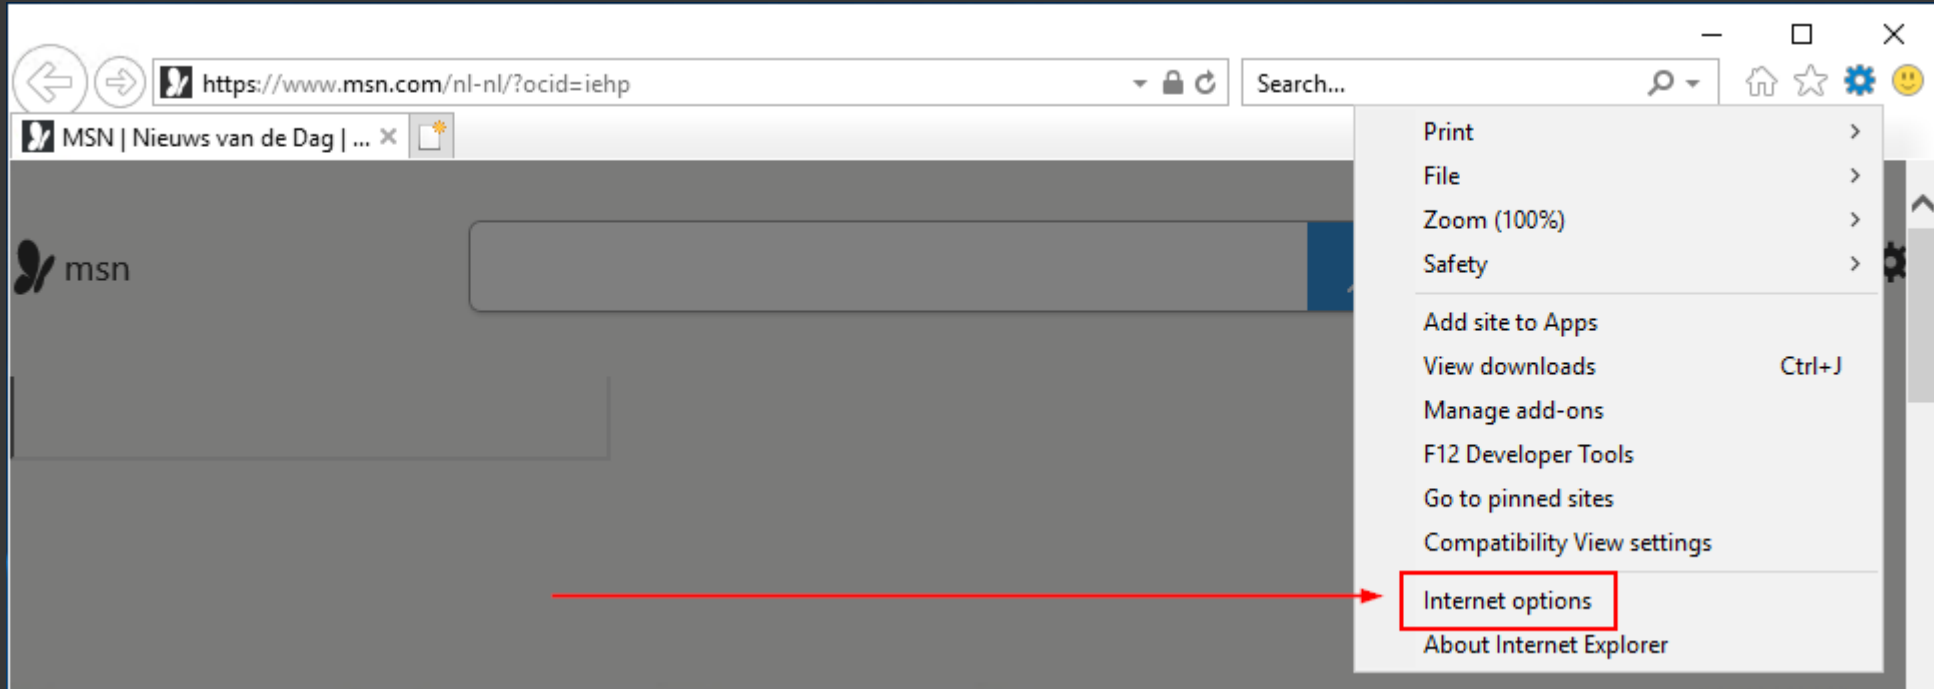 https://www.msn.com/nl-nl/?ocid=iehp
Search...
MSN | Nieuws van de Dag | ...
msn
Print
File
Zoom (100%)
Safety
Add site to Apps
View downloads Ctrl+J
Manage add-ons
F12 Developer Tools
Go to pinned sites
Compatibility View settings
Internet options
About Internet Explorer